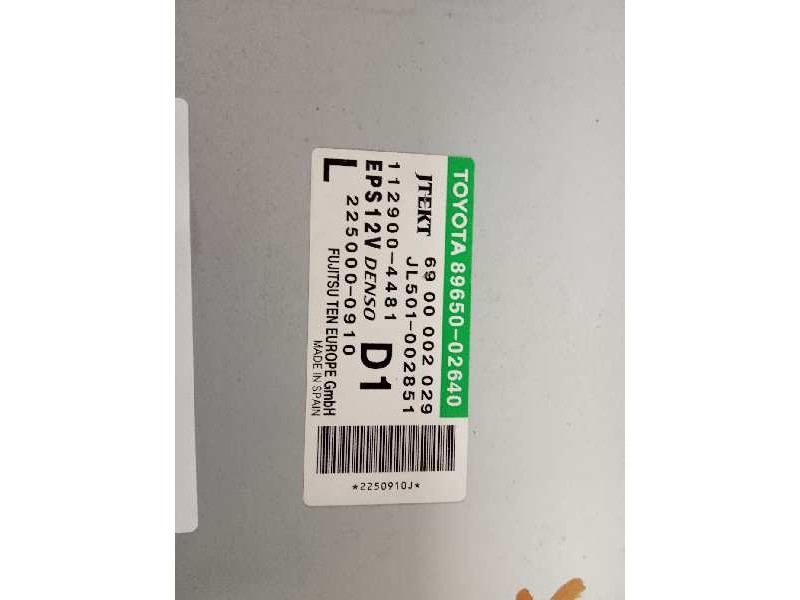 TOYOTA 89650-02640
JTEKT 69 00 002 029
JL501-002851
112900-4481
EPS12V DENSO D1
225000-0910
L FUJITSU TEN EUROPE GmbH
MADE IN SPAIN
*2250910J*